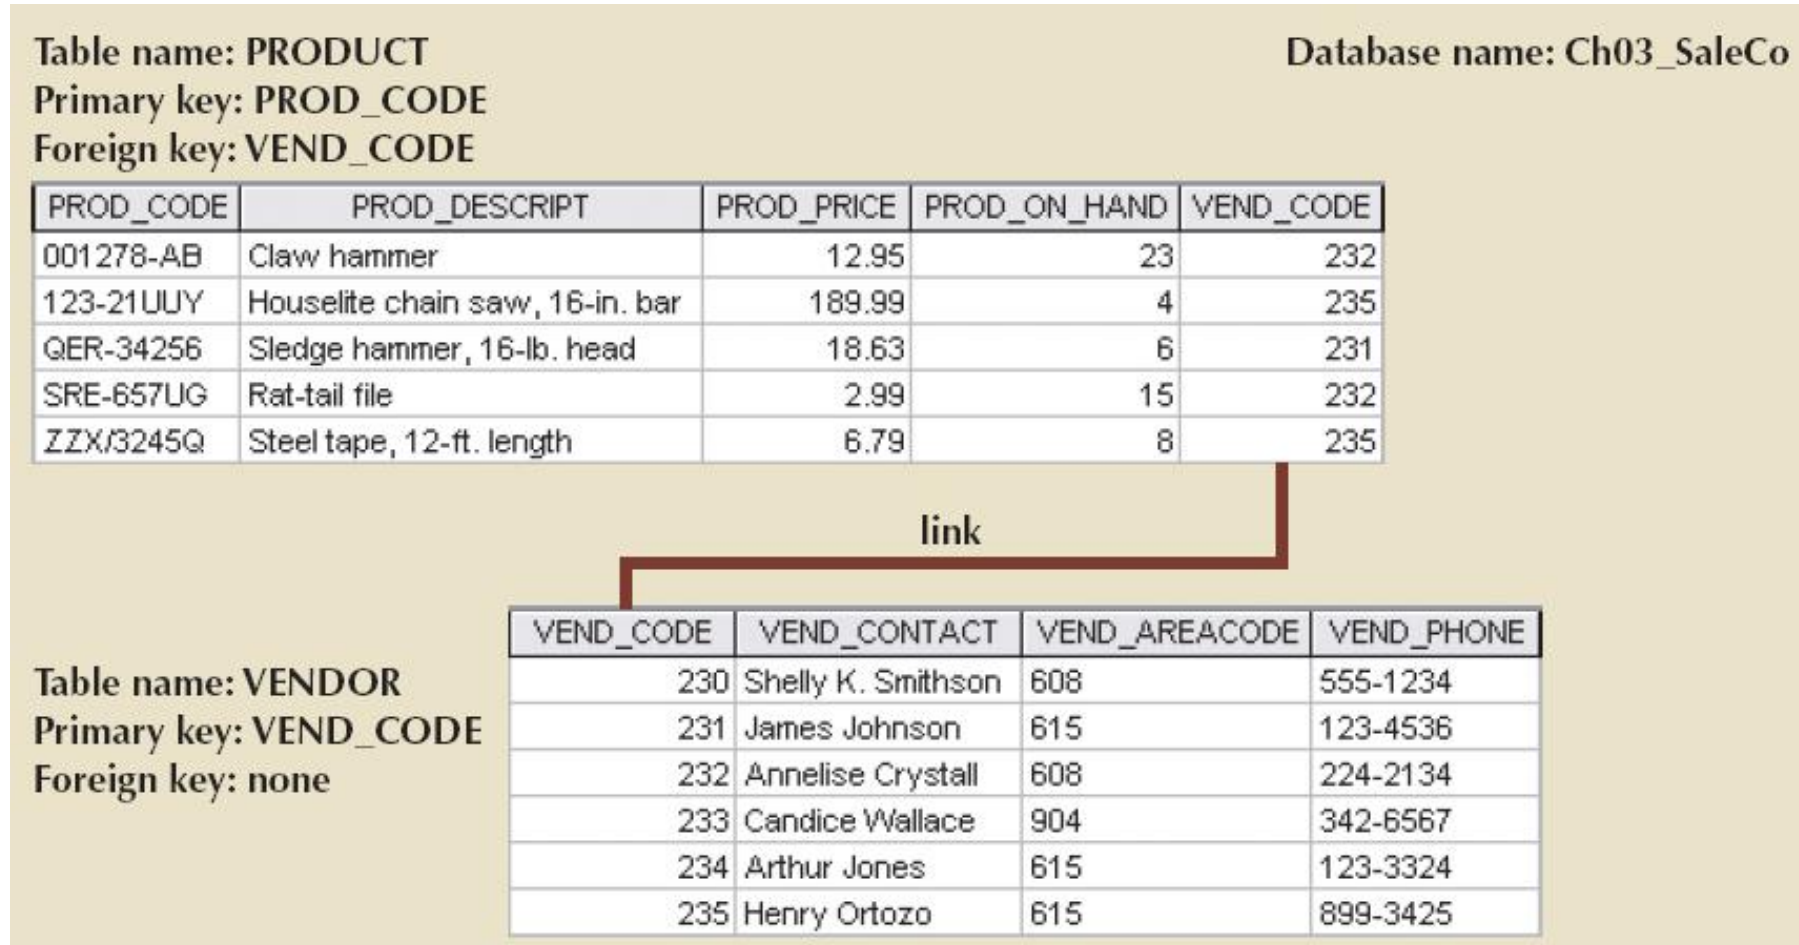 Table name: PRODUCT
Database name: Ch03_SaleCo
Primary key: PROD_CODE
Foreign key: VEND_CODE
PROD_CODE PROD_DESCRIPT PROD_PRICE PROD_ON_HAND VEND_CODE
001278-AB Claw hammer 12.95 23 232
123-21UUY Houselite chain saw, 16-in. bar 189.99 4 235
QER-34256 Sledge hammer, 16-lb. head 18.63 6 231
SRE-657UG Rat-tail file 2.99 15 232
ZZX/3245Q Steel tape, 12-ft. length 6.79 8 235
link
Table name: VENDOR
Primary key: VEND_CODE
Foreign key: none
VEND_CODE VEND_CONTACT VEND_AREACODE VEND_PHONE
230 Shelly K. Smithson 608 555-1234
231 James Johnson 615 123-4536
232 Annelise Crystall 608 224-2134
233 Candice Wallace 904 342-6567
234 Arthur Jones 615 123-3324
235 Henry Ortozo 615 899-3425